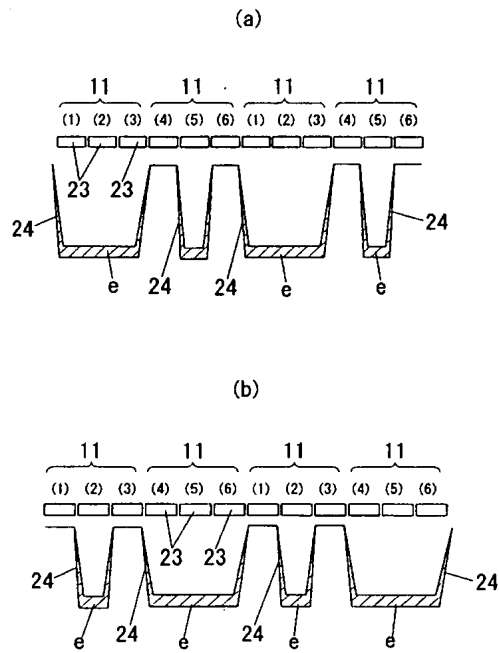 (a)
11 11 11 11
(1) (2) (3) (4) (5) (6) (1) (2) (3) (4) (5) (6)
23 23
24 24 24 24
e e e e
(b)
11 11 11 11
(1) (2) (3) (4) (5) (6) (1) (2) (3) (4) (5) (6)
23 23
24 24 24 24
e e e e